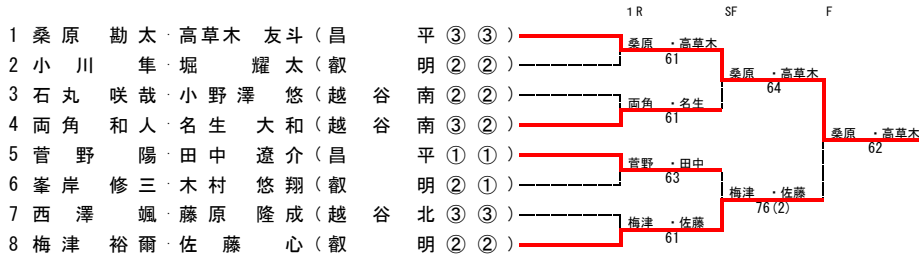 1R SF F
1 桑原 勘太・高草木 友斗（昌 平 ③ ③）
桑原 ・高草木
61
2 小川 隼・堀 耀太（叡 明 ② ②）
桑原 ・高草木
64
3 石丸 咲哉・小野澤 悠（越谷 南 ② ②）
両角 ・名生
61
4 両角 和人・名生 大和（越谷 南 ③ ②）
桑原 ・高草木
62
5 菅野 陽・田中 遼介（昌 平 ① ①）
菅野 ・田中
63
6 峯岸 修三・木村 悠翔（叡 明 ② ①）
梅津 ・佐藤
76(2)
7 西澤 颯・藤原 隆成（越谷 北 ③ ③）
梅津 ・佐藤
61
8 梅津 裕爾・佐藤 心（叡 明 ② ②）